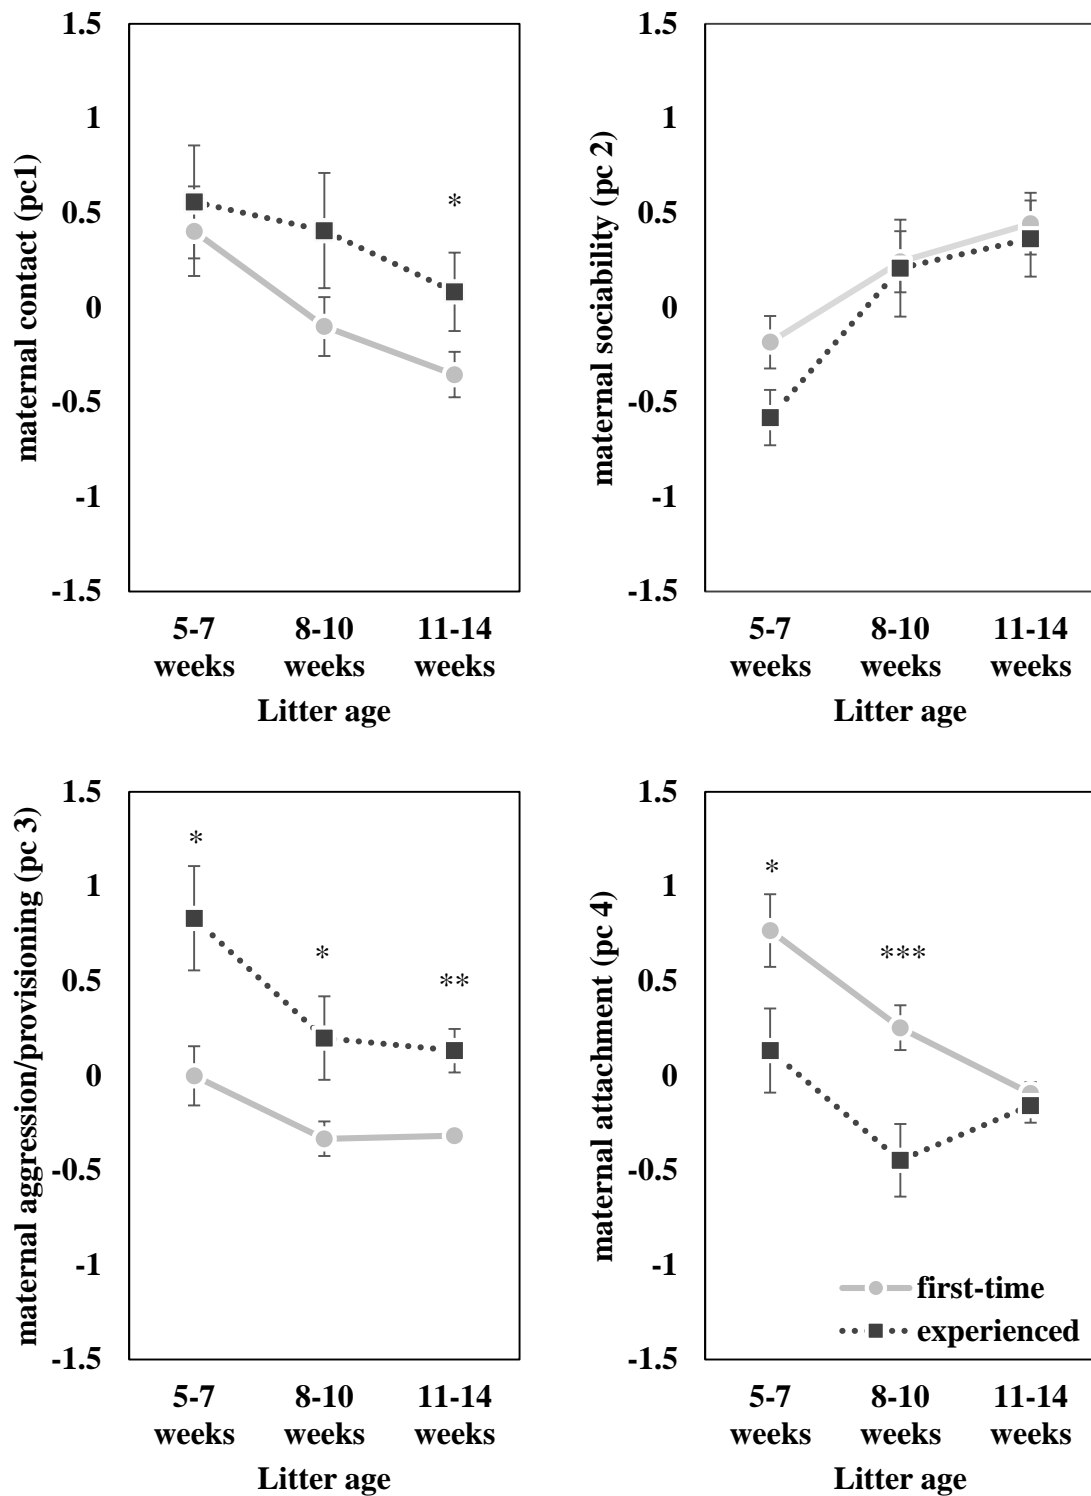 maternal contact (pc1)
1.5
1
0.5
0
-0.5
-1
-1.5
*
5-7
weeks
8-10
weeks
11-14
weeks
Litter age
maternal sociability (pc 2)
1.5
1
0.5
0
-0.5
-1
-1.5
5-7
weeks
8-10
weeks
11-14
weeks
Litter age
maternal aggression/provisioning (pc 3)
1.5
1
0.5
0
-0.5
-1
-1.5
*
*
**
5-7
weeks
8-10
weeks
11-14
weeks
Litter age
maternal attachment (pc 4)
1.5
1
0.5
0
-0.5
-1
-1.5
*
***
first-time
experienced
5-7
weeks
8-10
weeks
11-14
weeks
Litter age